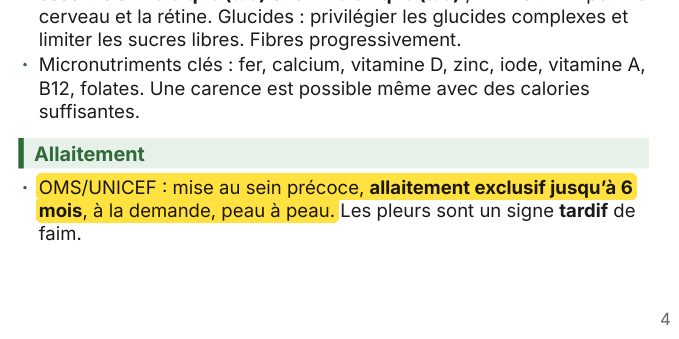 cerveau et la rétine. Glucides : privilégier les glucides complexes et
limiter les sucres libres. Fibres progressivement.
· Micronutriments clés : fer, calcium, vitamine D, zinc, iode, vitamine A,
B12, folates. Une carence est possible même avec des calories
suffisantes.
Allaitement
· OMS/UNICEF : mise au sein précoce, allaitement exclusif jusqu’à 6
mois, à la demande, peau à peau. Les pleurs sont un signe tardif de
faim.
4